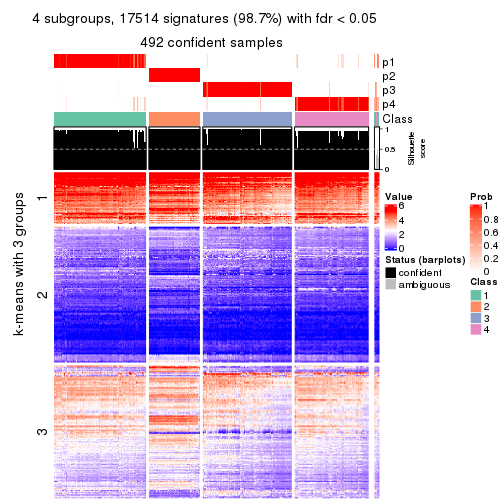 4 subgroups, 17514 signatures (98.7%) with fdr < 0.05
492 confident samples
p1
p2
p3
p4
Class
1
0.5
0
Silhouette
score
k-means with 3 groups
1
2
3
Value
6
4
2
0
Status (barplots)
confident
ambiguous
Prob
1
0.8
0.6
0.4
0.2
0
Class
1
2
3
4